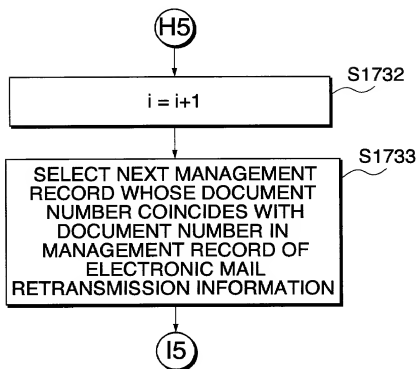 H5
S1732
i = i+1
S1733
SELECT NEXT MANAGEMENT
RECORD WHOSE DOCUMENT
NUMBER COINCIDES WITH
DOCUMENT NUMBER IN
MANAGEMENT RECORD OF
ELECTRONIC MAIL
RETRANSMISSION INFORMATION
I5